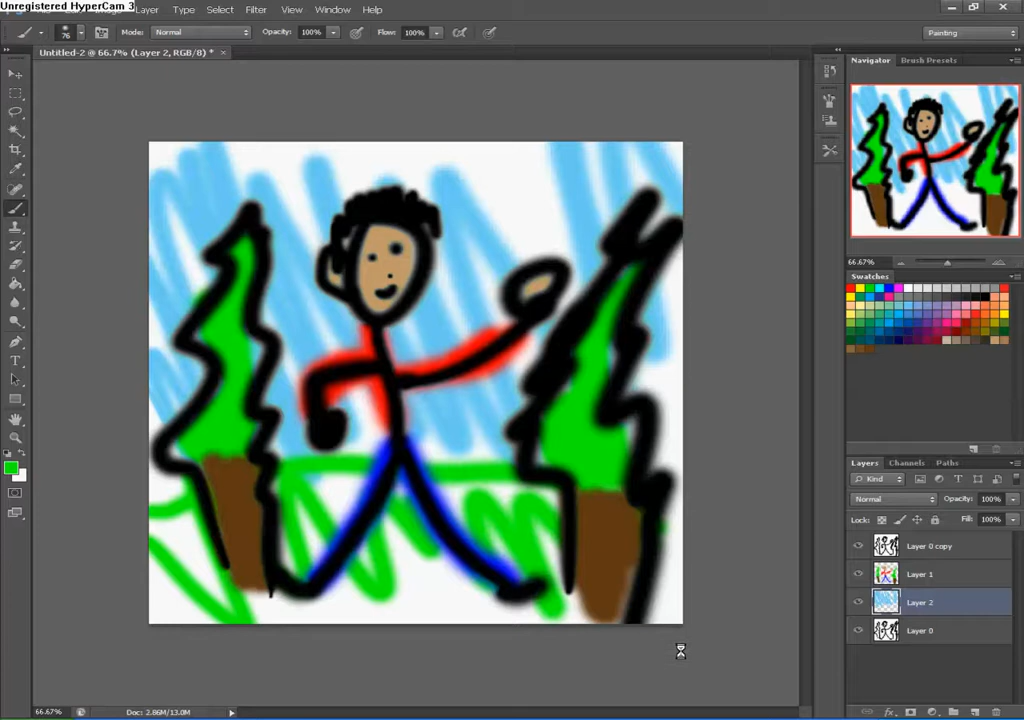 Unregistered HyperCam 3
Layer Type Select Filter View Window Help
76 Mode: Normal Opacity: 100% Flow: 100% Painting
Untitled-2 @ 66.7% (Layer 2, RGB/8) * ×
Navigator Brush Presets
66.67%
Swatches
Layers Channels Paths
Kind
Normal Opacity: 100%
Lock: Fill: 100%
Layer 0 copy
Layer 1
Layer 2
Layer 0
66.67% Doc: 2.86M/13.0M